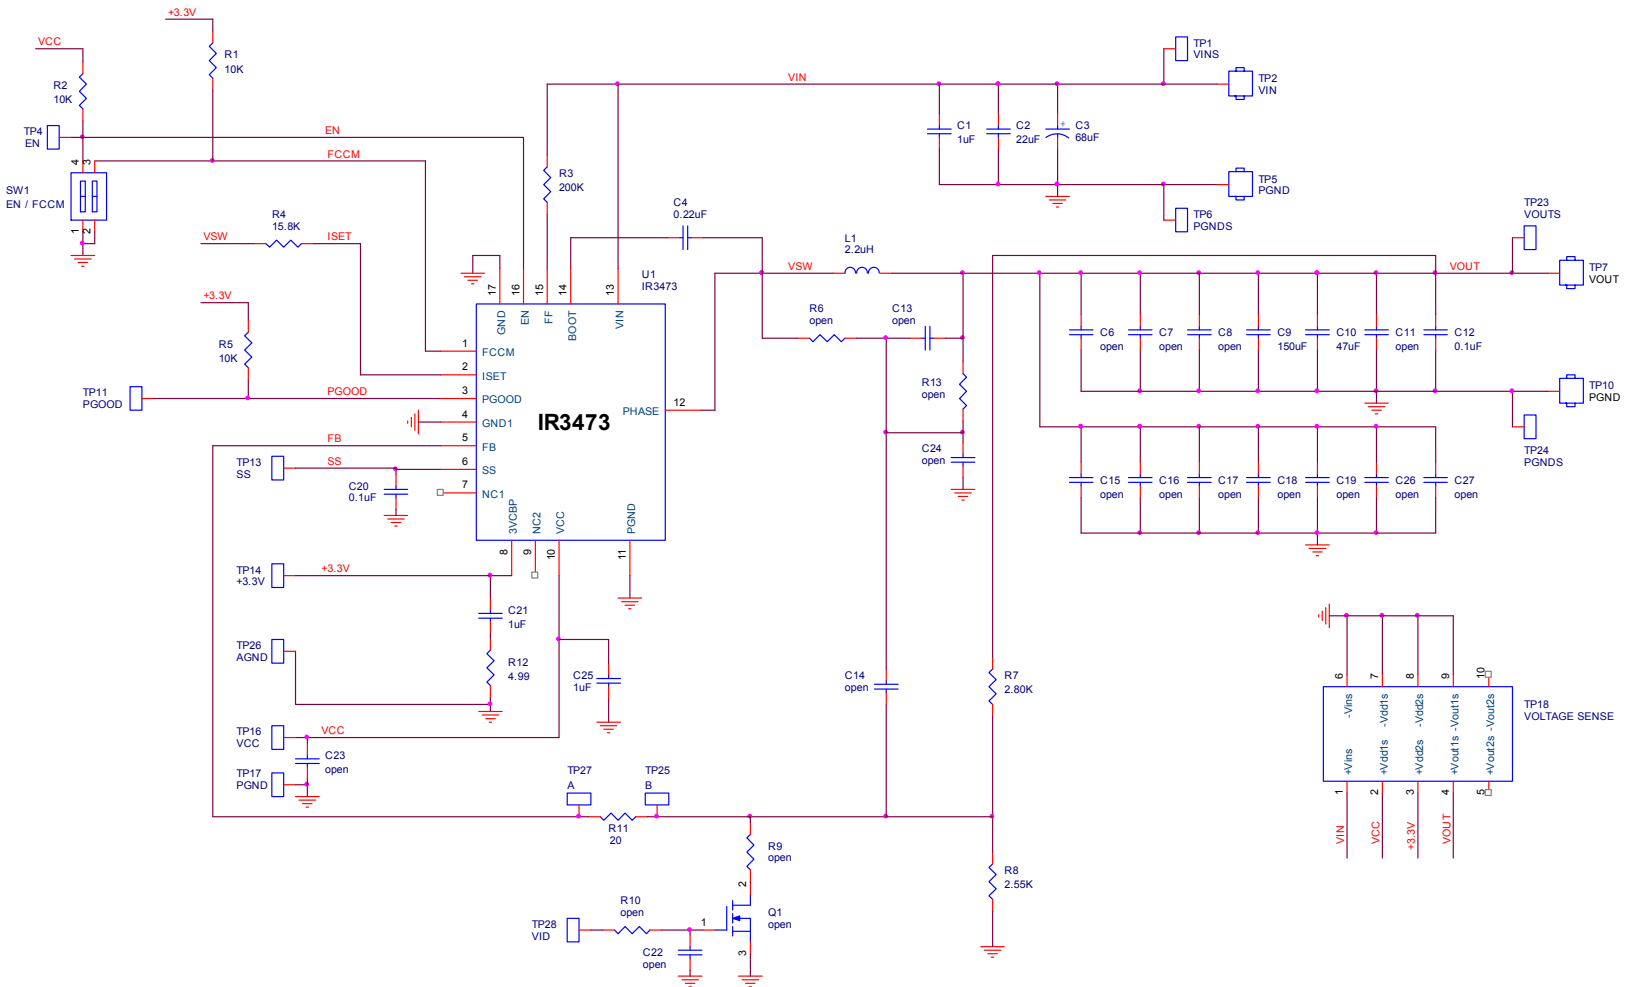 +3.3V
VCC
R1
10K
R2
10K
TP4
EN
EN
FCCM
4
3
SW1
EN / FCCM
1
2
R4
15.8K
VSW
ISET
+3.3V
R5
10K
TP11
PGOOD
PGOOD
FB
TP13
SS
SS
C20
0.1uF
TP14
+3.3V
+3.3V
C21
1uF
TP26
AGND
R12
4.99
C25
1uF
TP16
VCC
VCC
C23
open
TP17
PGND
R3
200K
C4
0.22uF
U1
IR3473
17
16
15
14
13
GND
EN
FF
BOOT
VIN
1
FCCM
2
ISET
3
PGOOD
4
GND1
5
FB
6
SS
7
NC1
IR3473
PHASE
12
3VCBP
NC2
VCC
PGND
8
9
10
11
VIN
TP1
VINS
TP2
VIN
C1
1uF
C2
22uF
C3
68uF
+
TP5
PGND
TP6
PGNDS
L1
2.2uH
VSW
R6
open
C13
open
R13
open
C24
open
C14
open
R7
2.80K
R8
2.55K
TP23
VOUTS
VOUT
TP7
VOUT
C6
open
C7
open
C8
open
C9
150uF
C10
47uF
C11
open
C12
0.1uF
TP10
PGND
TP24
PGNDS
C15
open
C16
open
C17
open
C18
open
C19
open
C26
open
C27
open
TP27
A
TP25
B
R11
20
R9
open
2
Q1
open
1
3
R10
open
TP28
VID
C22
open
6
7
8
9
10
-Vins
-Vdd1s
-Vdd2s
-Vout1s
-Vout2s
TP18
VOLTAGE SENSE
+Vins
+Vdd1s
+Vdd2s
+Vout1s
+Vout2s
1
2
3
4
5
VIN
VCC
+3.3V
VOUT